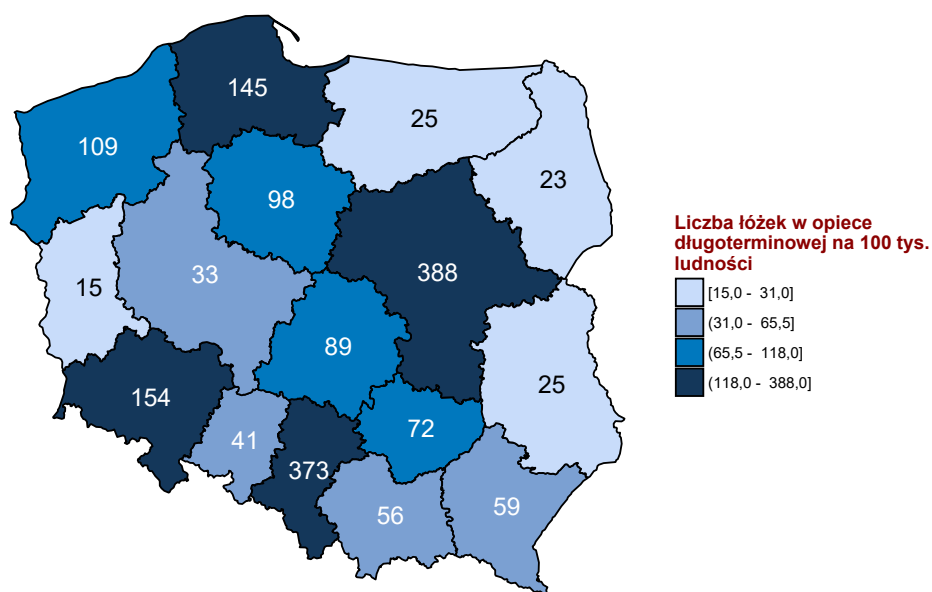 145
25
109
23
98
33
388
15
89
25
154
72
41
373
59
56
Liczba łóżek w opiece
długoterminowej na 100 tys.
ludności
[15,0 - 31,0]
(31,0 - 65,5]
(65,5 - 118,0]
(118,0 - 388,0]